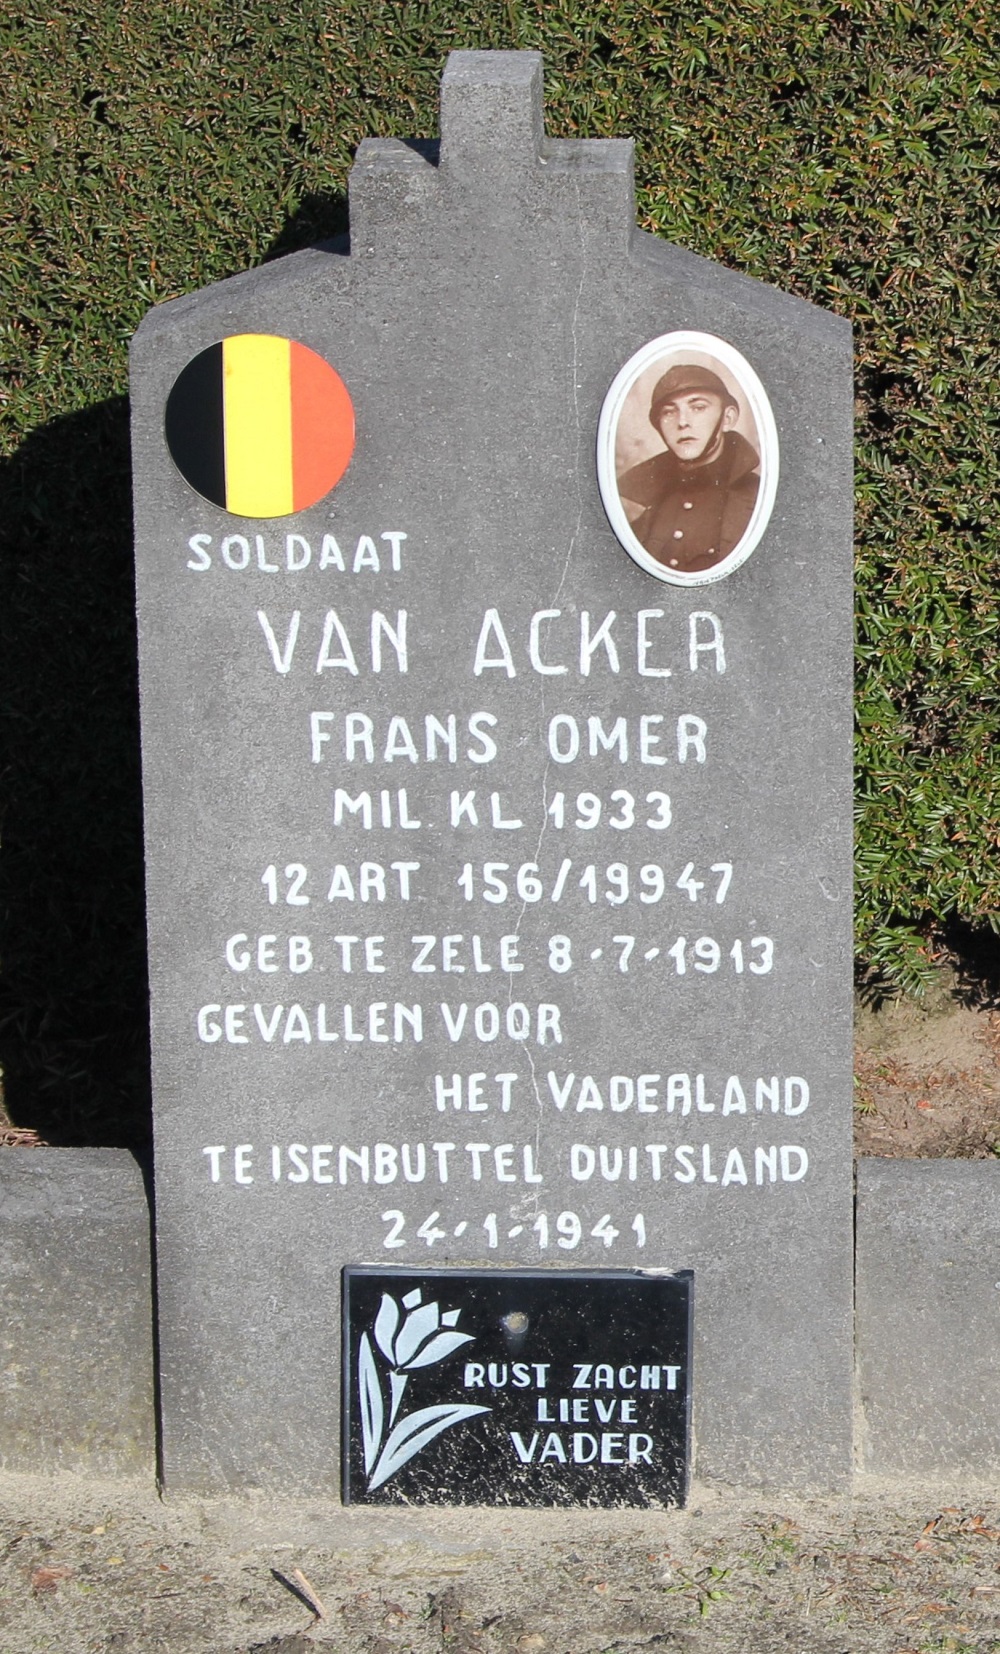 SOLDAAT
VAN ACKER
FRANS OMER
MIL. KL 1933
12 ART 156/19947
GEB. TE ZELE 8-7-1913
GEVALLEN VOOR
HET VADERLAND
TE ISENBUTTEL DUITSLAND
24-1-1941
RUST ZACHT
LIEVE
VADER